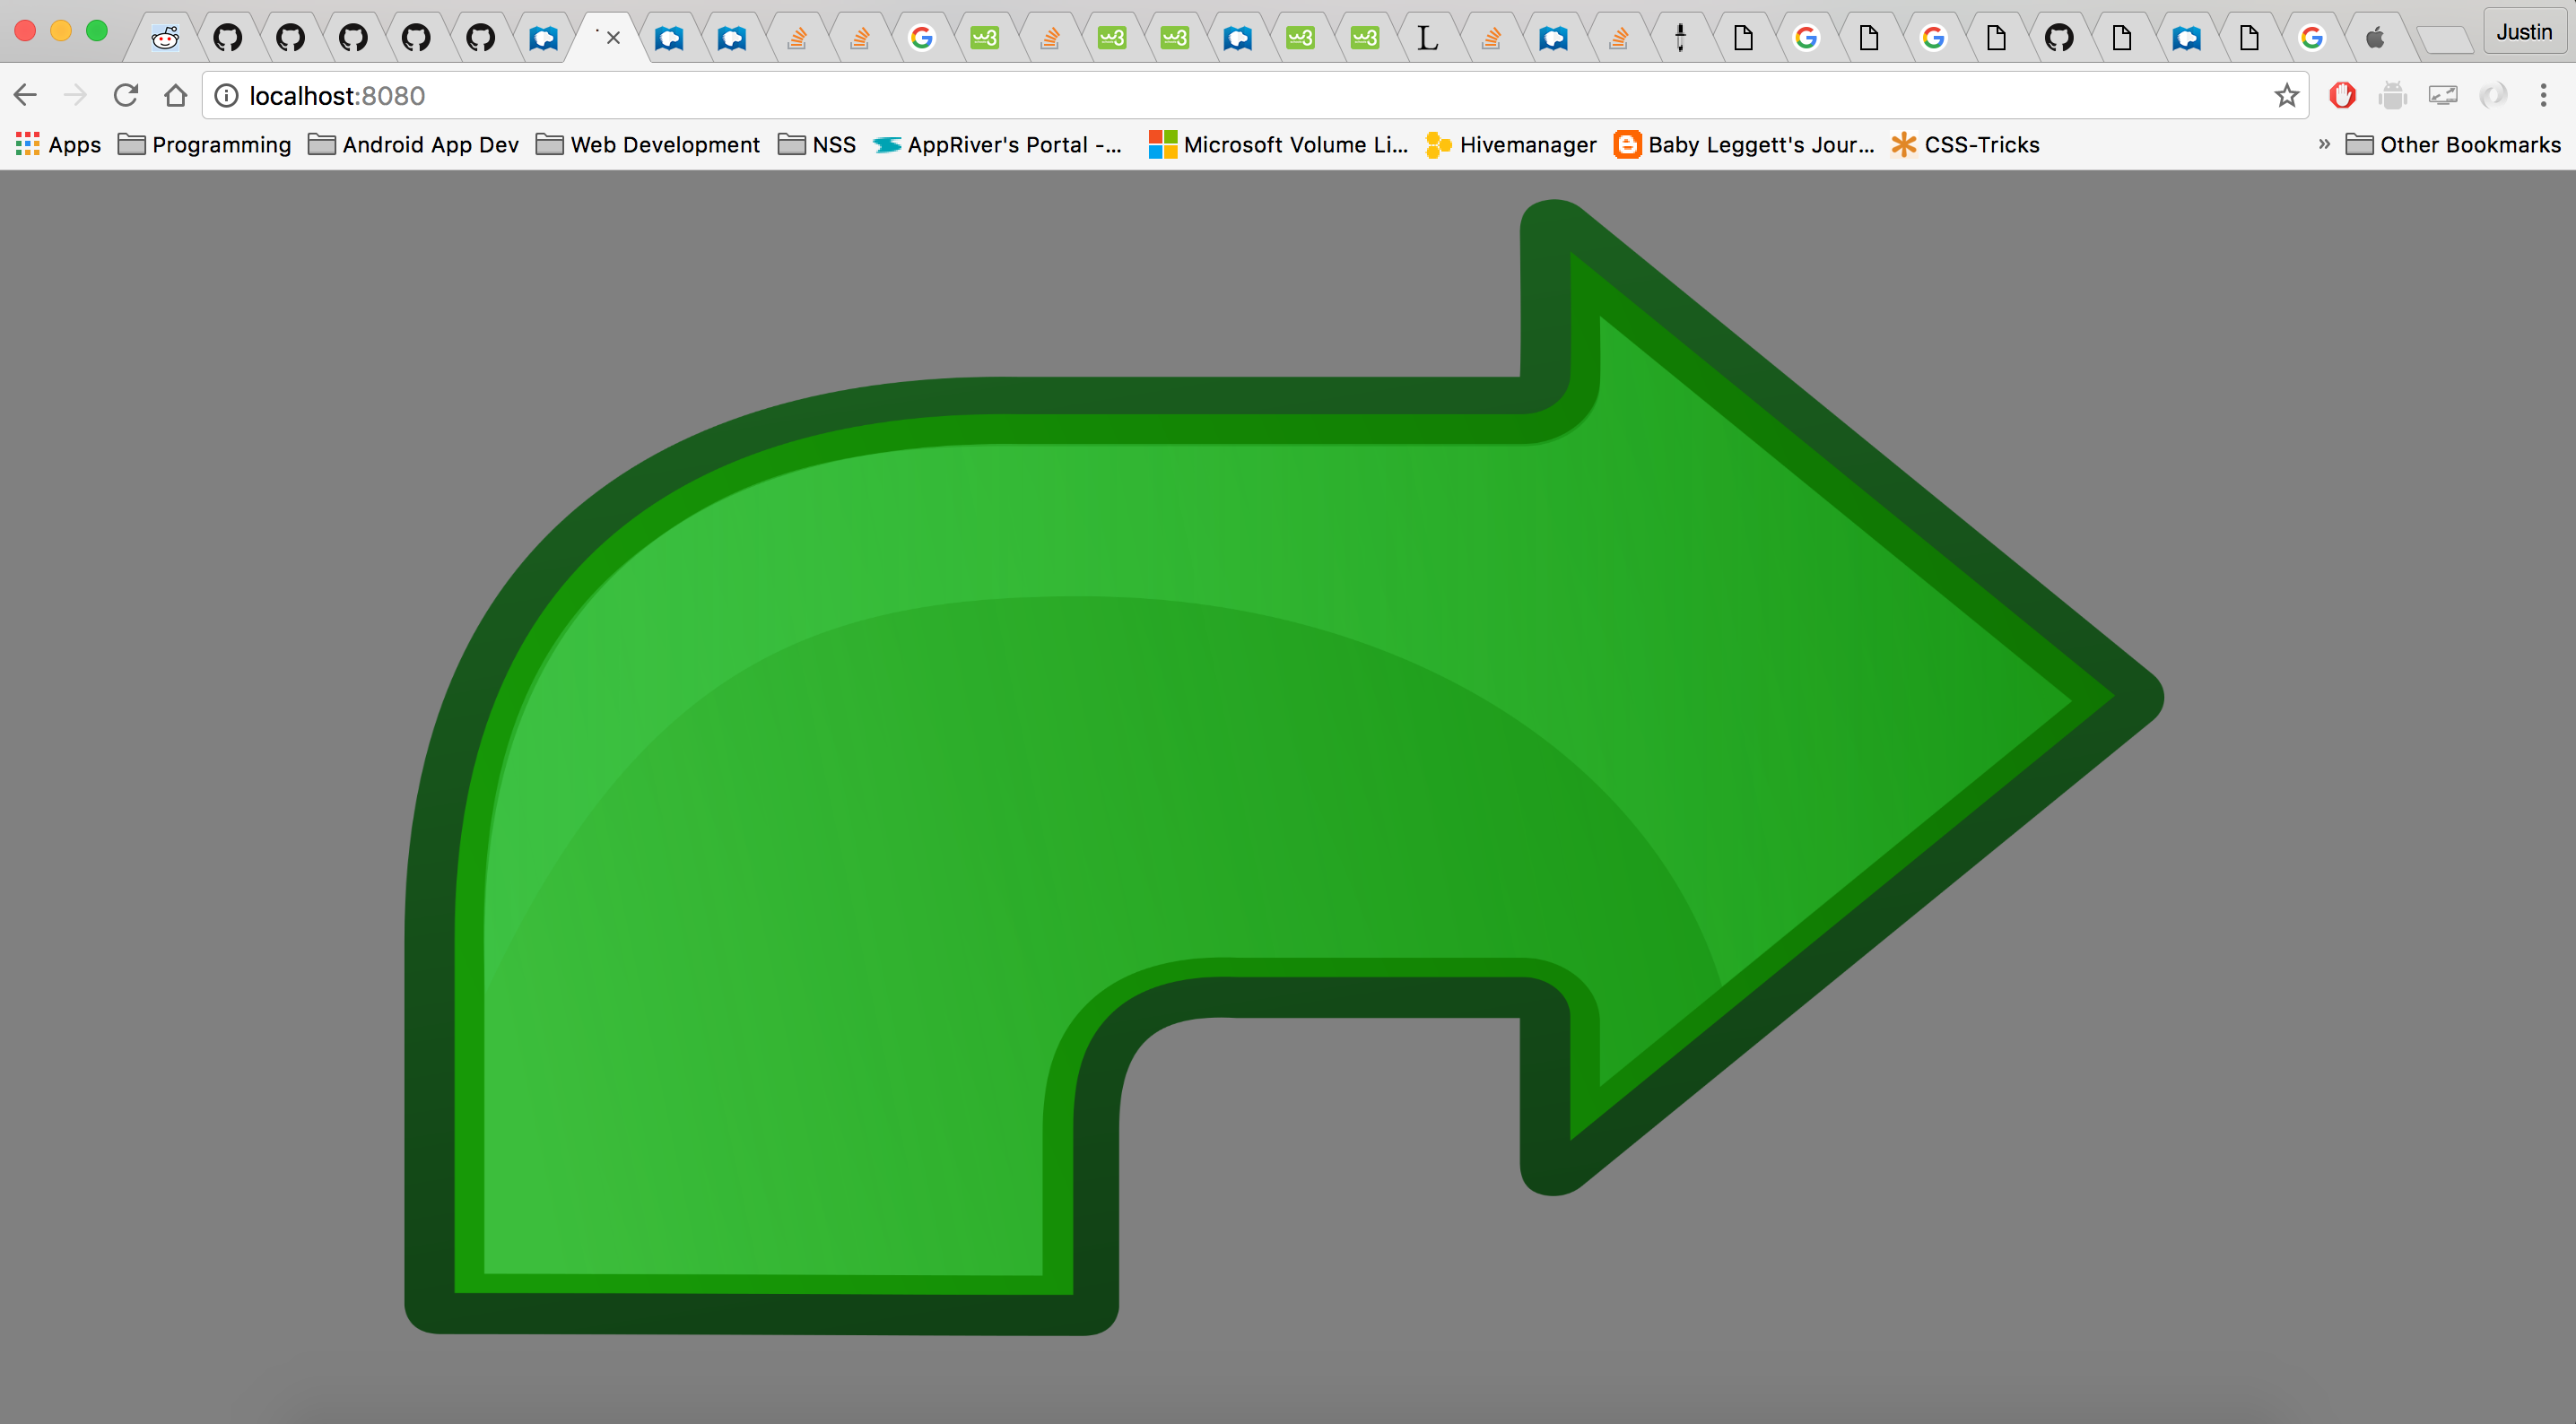 Justin
localhost:8080
Apps Programming Android App Dev Web Development NSS AppRiver's Portal -... Microsoft Volume Li... Hivemanager Baby Leggett's Jour... CSS-Tricks » Other Bookmarks